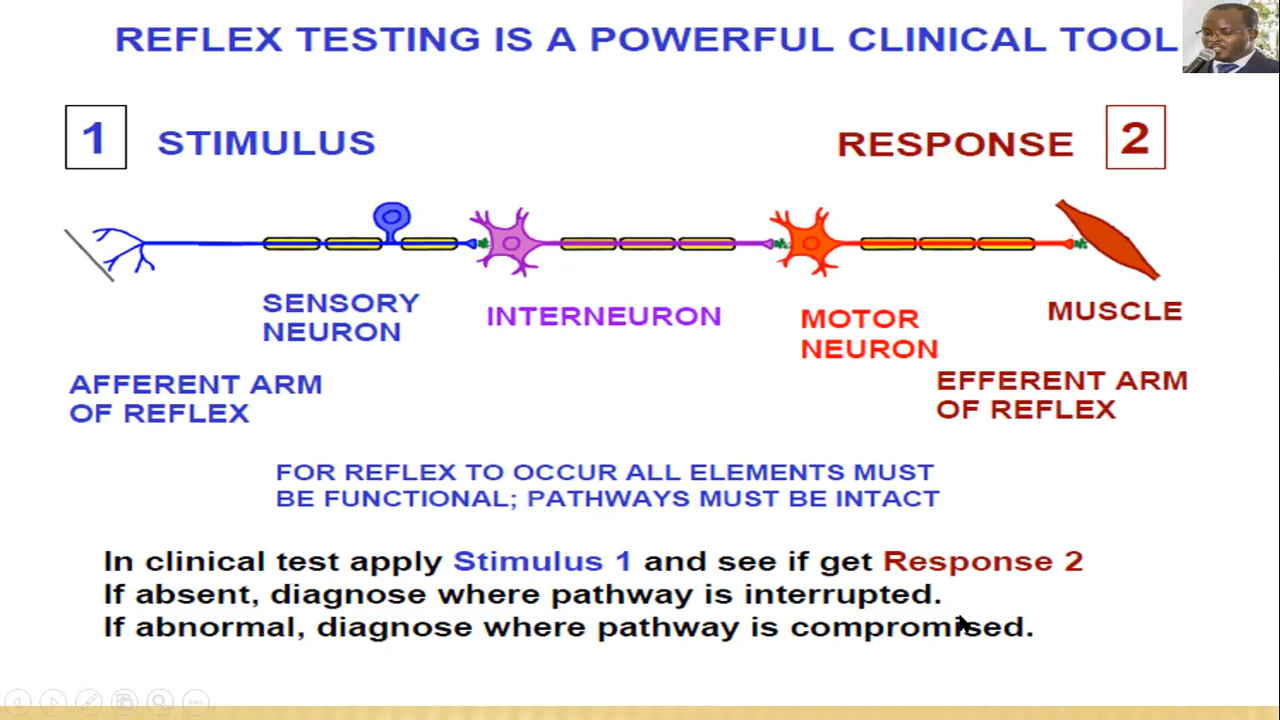 REFLEX TESTING IS A POWERFUL CLINICAL TOOL
1 STIMULUS
RESPONSE 2
SENSORY
NEURON
INTERNEURON
MOTOR
NEURON
MUSCLE
AFFERENT ARM
OF REFLEX
EFFERENT ARM
OF REFLEX
FOR REFLEX TO OCCUR ALL ELEMENTS MUST
BE FUNCTIONAL; PATHWAYS MUST BE INTACT
In clinical test apply Stimulus 1 and see if get Response 2
If absent, diagnose where pathway is interrupted.
If abnormal, diagnose where pathway is compromised.